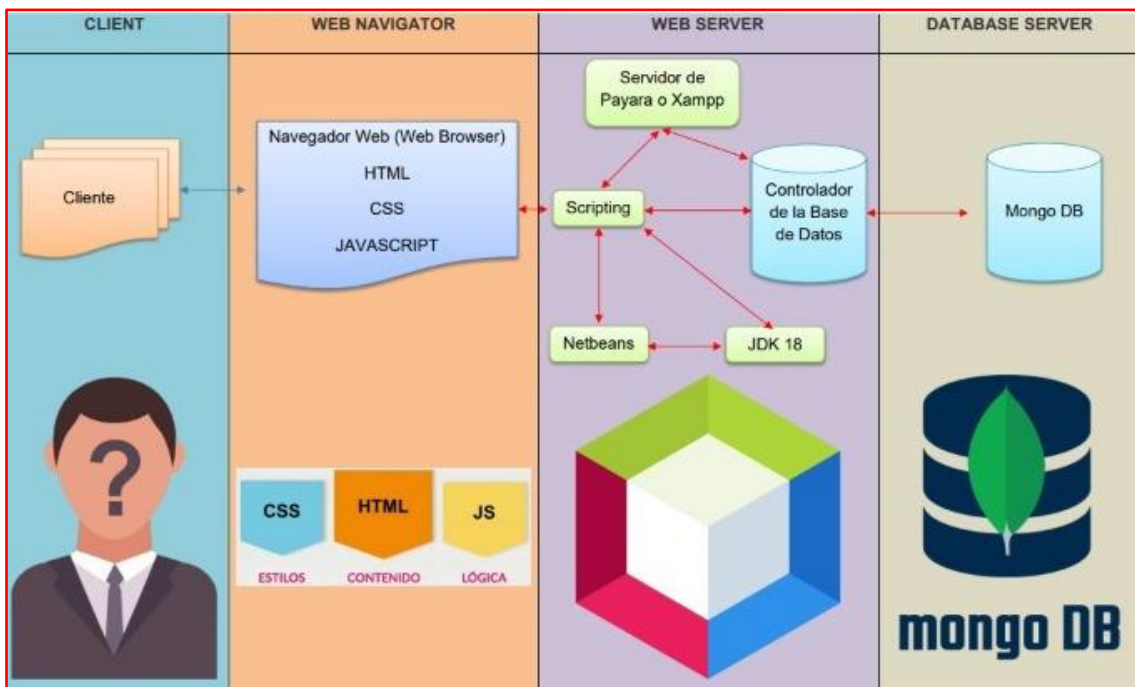 CLIENT
WEB NAVIGATOR
WEB SERVER
DATABASE SERVER
Cliente
Navegador Web (Web Browser)
HTML
CSS
JAVASCRIPT
Servidor de
Payara o Xampp
Scripting
Controlador
de la Base
de Datos
Netbeans
JDK 18
Mongo DB
?
CSS
HTML
JS
ESTILOS
CONTENIDO
LÓGICA
mongo DB